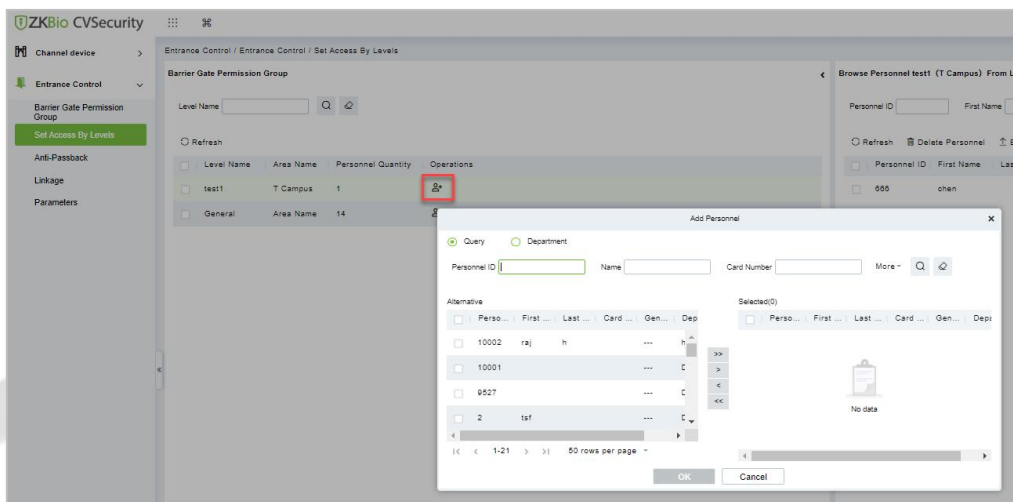 ZKBio CVSecurity
Channel device
Entrance Control
Barrier Gate Permission
Group
Set Access By Levels
Anti-Passback
Linkage
Parameters
Entrance Control / Entrance Control / Set Access By Levels
Barrier Gate Permission Group
Level Name
Refresh
Level Name Area Name Personnel Quantity Operations
test1 T Campus 1
General Area Name 14
Browse Personnel test1 (T Campus) From L
Personnel ID First Name
Refresh Delete Personnel E
Personnel ID First Name Las
666 chen
Add Personnel
Query Department
Personnel ID Name Card Number More
Alternative
Perso... First ... Last ... Card ... Gen... Dep
10002 raj h --- h
10001 --- D
9527 ---
2 tsf ---
1-21 50 rows per page
>>
>
<
<<
Selected(0)
Perso... First ... Last ... Card ... Gen... Depa
No data
OK Cancel